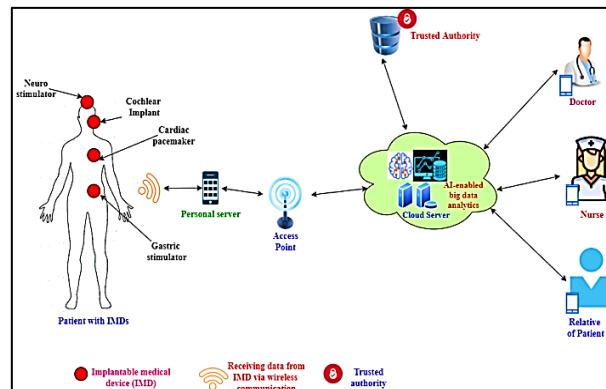 Trusted Authority
Neuro
stimulator
Cochlear
Implant
Cardiac
pacemaker
Gastric
stimulator
Patient with IMDs
Personal server
Access
Point
Cloud Server
AI-enabled
big data
analytics
Doctor
Nurse
Relative
of Patient
Implantable medical
device (IMD)
Receiving data from
IMD via wireless
communication
Trusted
authority